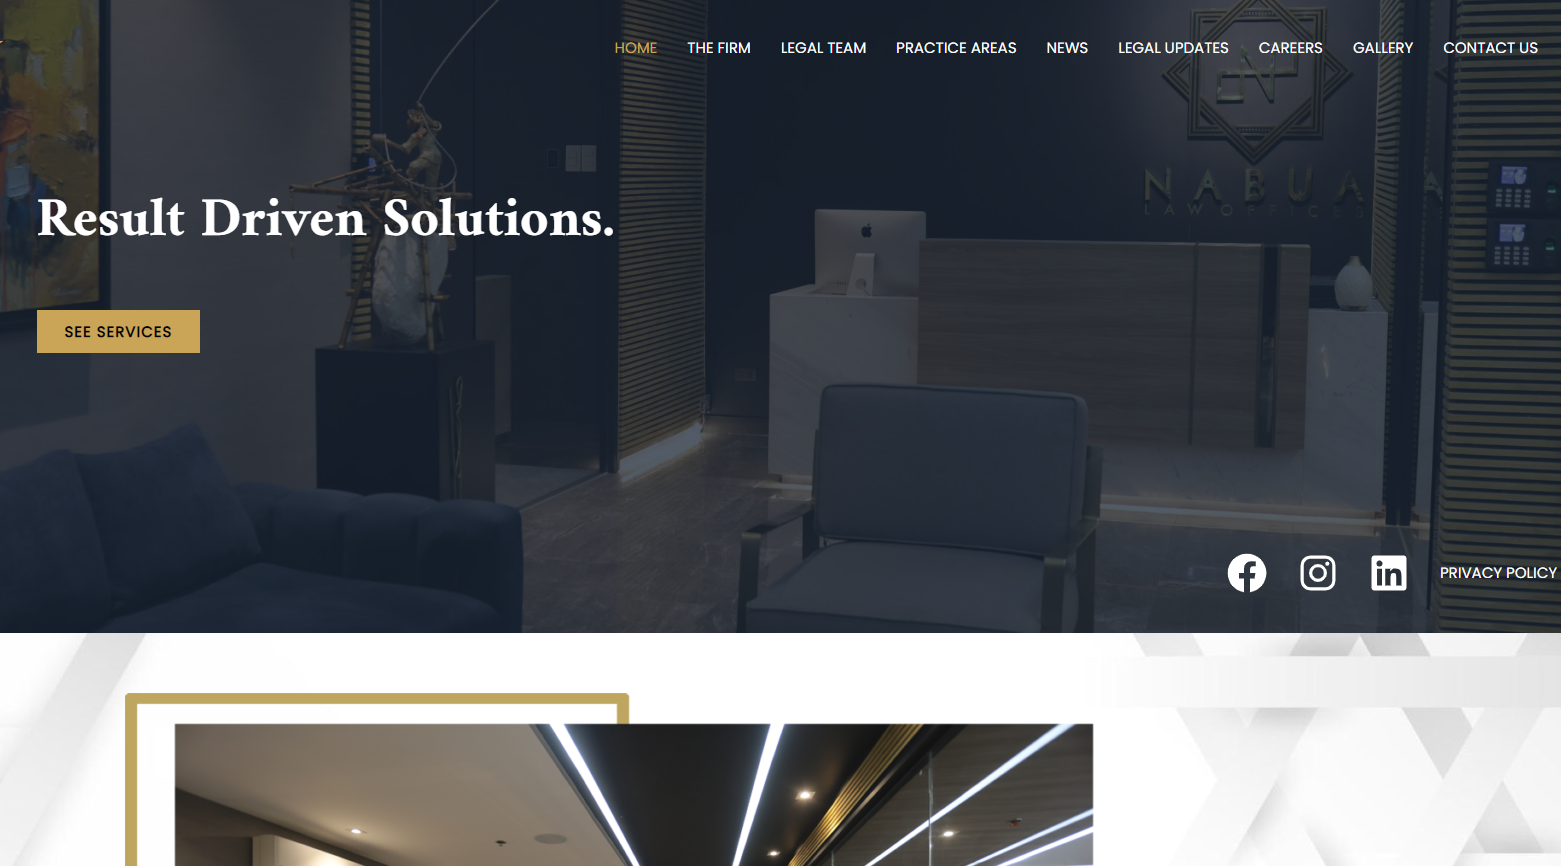 HOME THE FIRM LEGAL TEAM PRACTICE AREAS NEWS LEGAL UPDATES CAREERS GALLERY CONTACT US
NABUA
LAW OFFICES
Result Driven Solutions.
SEE SERVICES
PRIVACY POLICY